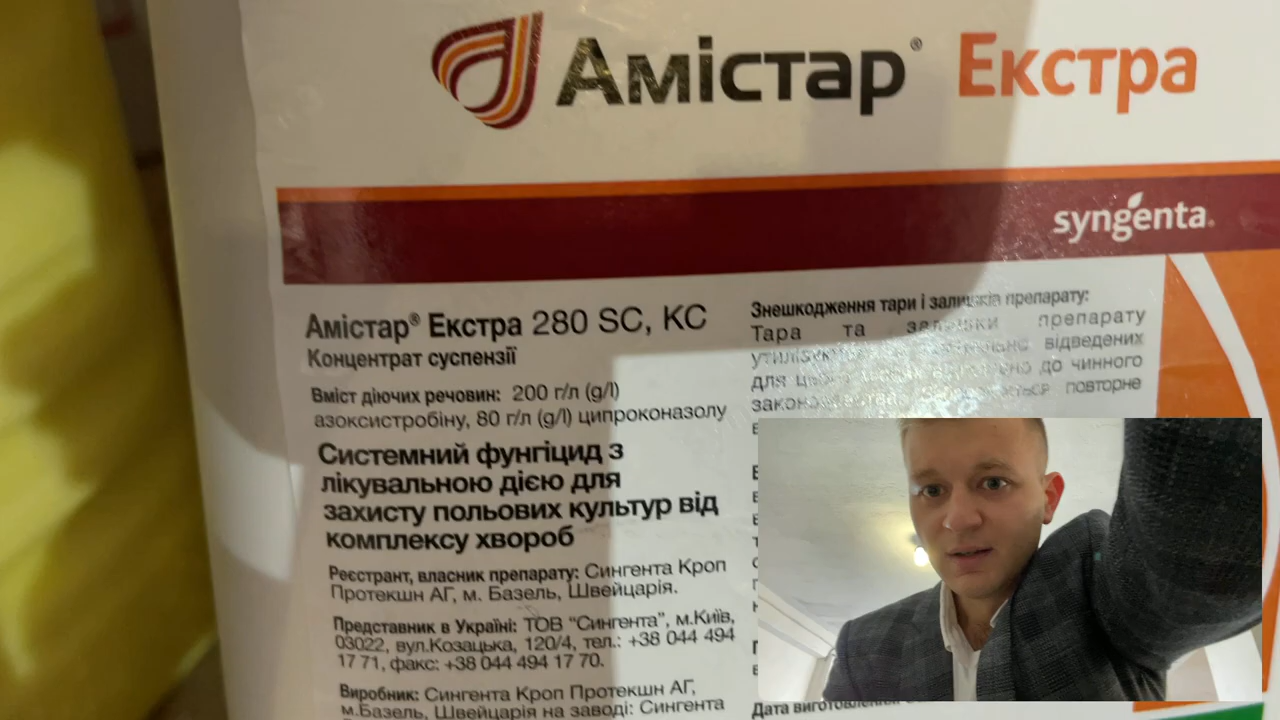 Амістар® Екстра
syngenta.
Амістар® Екстра 280 SC, КС
Концентрат суспензії
Вміст діючих речовин: 200 г/л (g/l)
азоксистробіну, 80 г/л (g/l) ципроконазолу
Системний фунгіцид з
лікувальною дією для
захисту польових культур від
комплексу хвороб
Реєстрант, власник препарату: Сингента Кроп
Протекшн АГ, м. Базель, Швейцарія.
Представник в Україні: ТОВ "Сингента", м.Київ,
03022, вул.Козацька, 120/4, тел.: +38 044 494
17 71, факс: +38 044 494 17 70.
Виробник: Сингента Кроп Протекшн АГ,
м.Базель, Швейцарія на заводі: Сингента
Знешкодження тари і залишків препарату:
Тара та залишки препарату
відведених
для до чинного
повторне
Дата